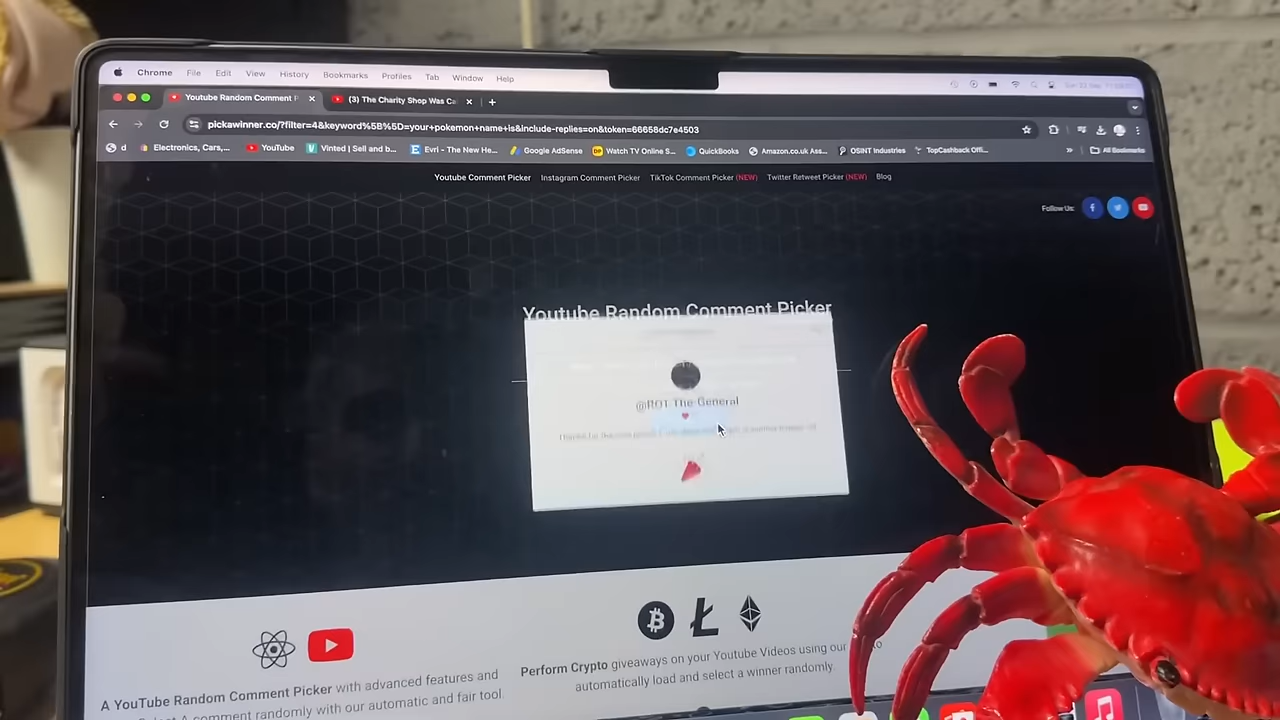 Chrome File Edit View History Bookmarks Profiles Tab Window Help
Youtube Random Comment P (3) The Charity Shop Was Ca
pickawinner.co/?filter=4&keyword%5B%5D=your+pokemon+name+is&include-replies=on&token=66658dc7e4503
d Electronics, Cars,... YouTube Vinted | Sell and b... Evri - The New He... Google AdSense Watch TV Online S... QuickBooks Amazon.co.uk Ass... OSINT Industries TopCashback Offi... » All Bookmarks
Youtube Comment Picker Instagram Comment Picker TikTok Comment Picker (NEW) Twitter Retweet Picker (NEW) Blog
Follow Us:
Youtube Random Comment Picker
The General
A YouTube Random Comment Picker with advanced features and
Select A comment randomly with our automatic and fair tool.
Perform Crypto giveaways on your Youtube Videos using our
automatically load and select a winner randomly.